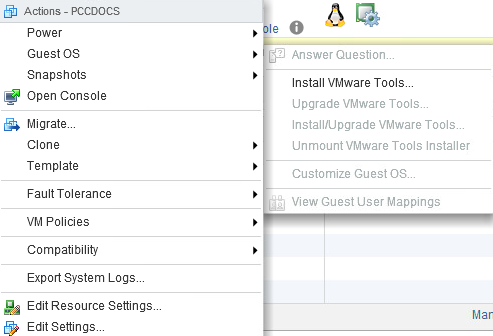 Actions - PCCDOCS
Power
Guest OS
Snapshots
Open Console
Migrate...
Clone
Template
Fault Tolerance
VM Policies
Compatibility
Export System Logs...
Edit Resource Settings...
Edit Settings...
ole
Answer Question...
Install VMware Tools...
Upgrade VMware Tools...
Install/Upgrade VMware Tools...
Unmount VMware Tools Installer
Customize Guest OS...
View Guest User Mappings
Man